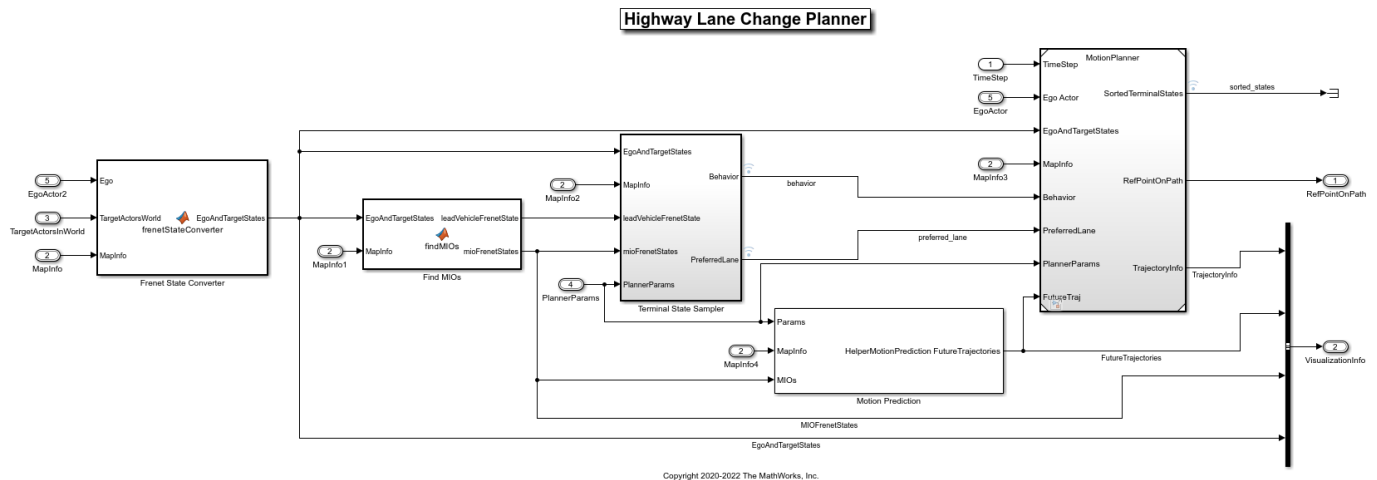 Highway Lane Change Planner
1
TimeStep
5
EgoActor
2
MapInfo3
MotionPlanner
TimeStep
Ego Actor
EgoAndTargetStates
MapInfo
Behavior
PreferredLane
PlannerParams
FutureTraj
SortedTerminalStates
RefPointOnPath
TrajectoryInfo
sorted_states
1
RefPointOnPath
TrajectoryInfo
5
EgoActor2
3
TargetActorsInWorld
2
MapInfo
Ego
TargetActorsWorld
MapInfo
frenetStateConverter
EgoAndTargetStates
Frenet State Converter
2
MapInfo1
EgoAndTargetStates
MapInfo
findMIOs
leadVehicleFrenetState
mioFrenetStates
Find MIOs
2
MapInfo2
4
PlannerParams
EgoAndTargetStates
MapInfo
leadVehicleFrenetState
mioFrenetStates
PlannerParams
Behavior
PreferredLane
Terminal State Sampler
behavior
preferred_lane
2
MapInfo4
Params
MapInfo
MIOs
HelperMotionPrediction
FutureTrajectories
Motion Prediction
FutureTrajectories
2
VisualizationInfo
MIOFrenetStates
EgoAndTargetStates
Copyright 2020-2022 The MathWorks, Inc.